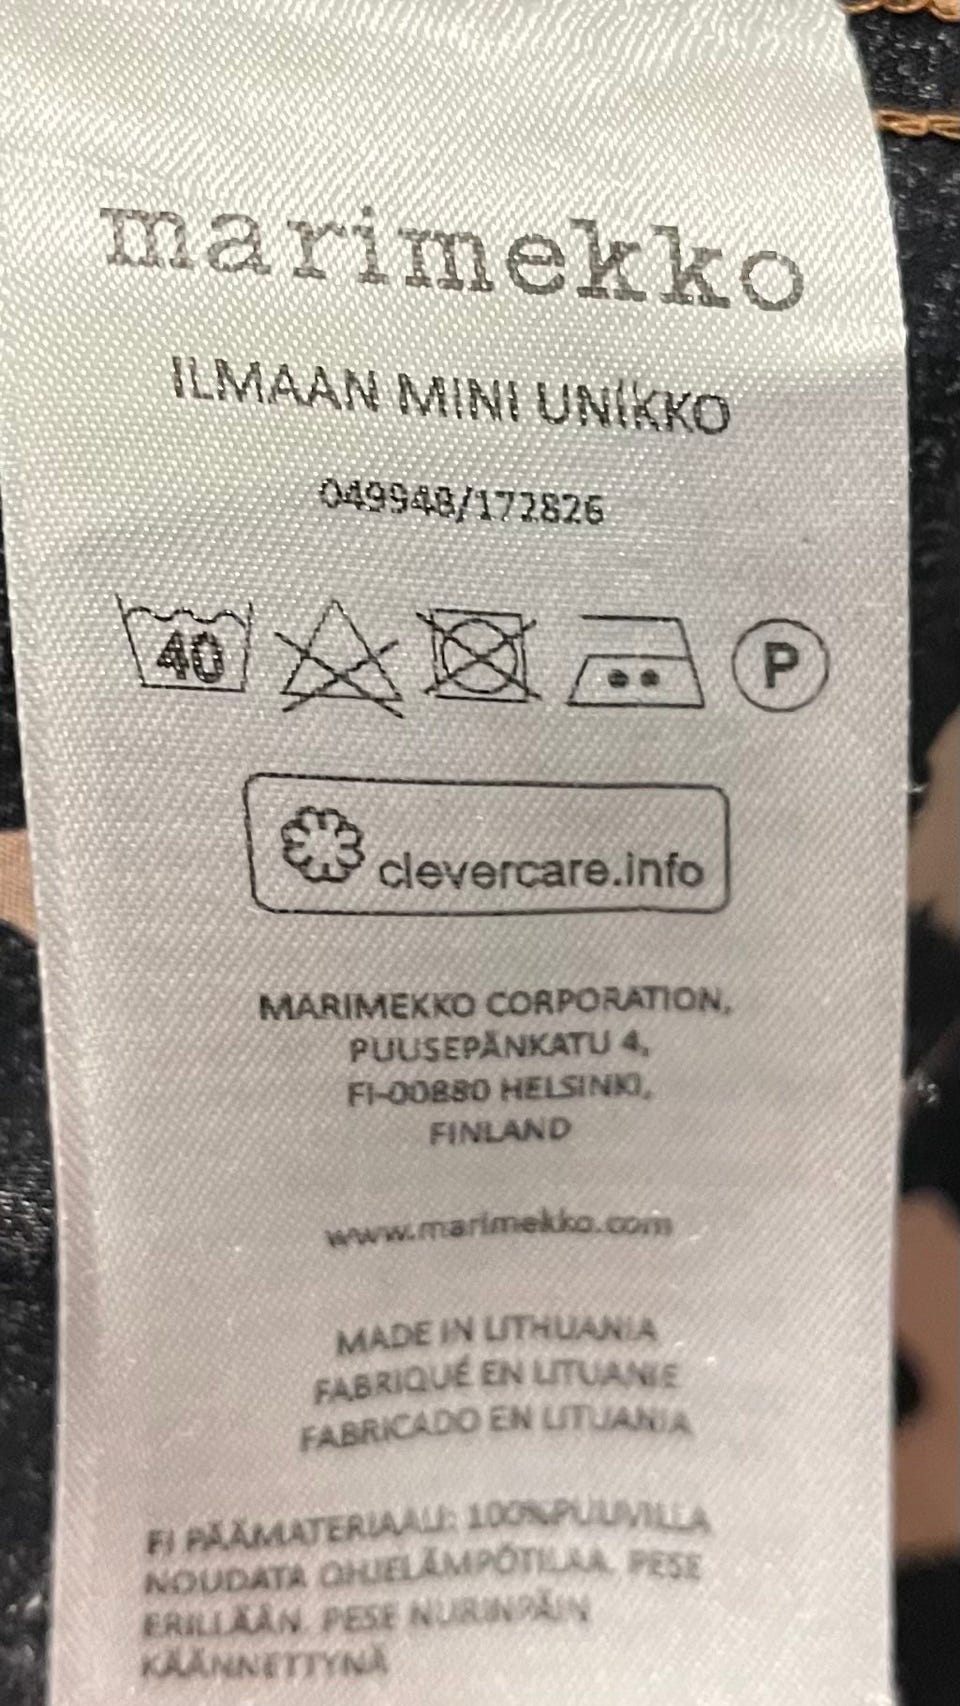 marimekko
ILMAAN MINI UNIKKO
049948/172826
40
P
clevercare.info
MARIMEKKO CORPORATION,
PUUSEPÄNKATU 4,
FI-00880 HELSINKI,
FINLAND
www.marimekko.com
MADE IN LITHUANIA
FABRIQUÉ EN LITUANIE
FABRICADO EN LITUANIA
FI PÄÄMATERIAALI: 100%PUUVILLA
NOUDATA OHJELÄMPÖTILAA. PESE
ERILLÄÄN. PESE NURINPÄIN
KÄÄNNETTYNÄ